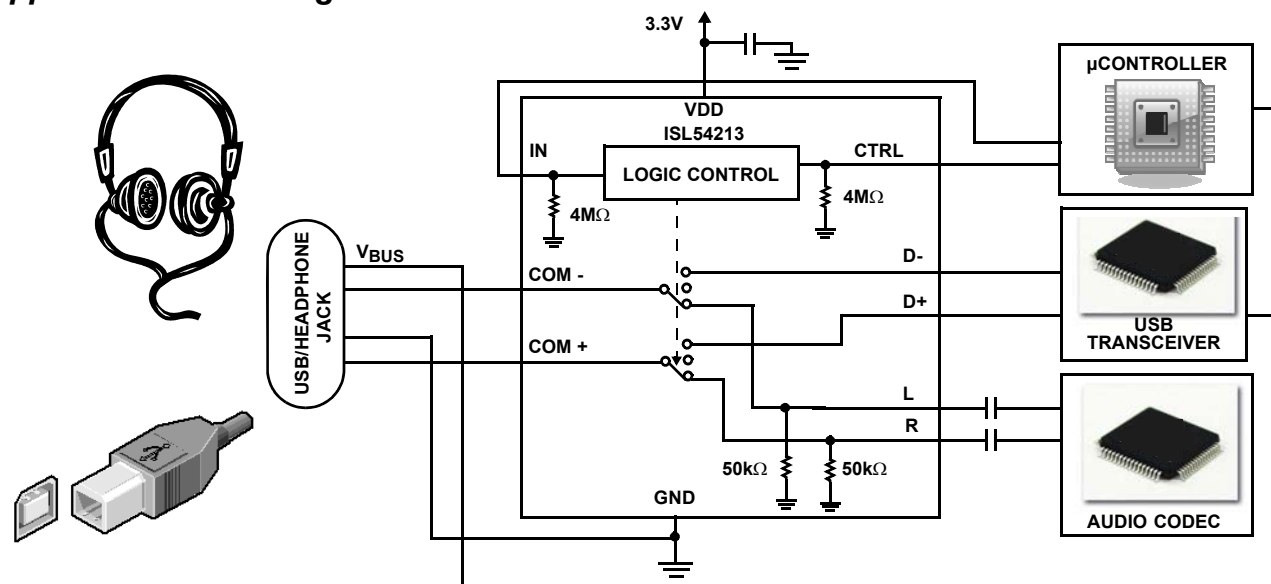 3.3V
µCONTROLLER
VDD
ISL54213
IN
LOGIC CONTROL
CTRL
4MΩ
4MΩ
USB/HEADPHONE
JACK
VBUS
COM -
D-
D+
COM +
USB
TRANSCEIVER
L
R
50kΩ
50kΩ
GND
AUDIO CODEC